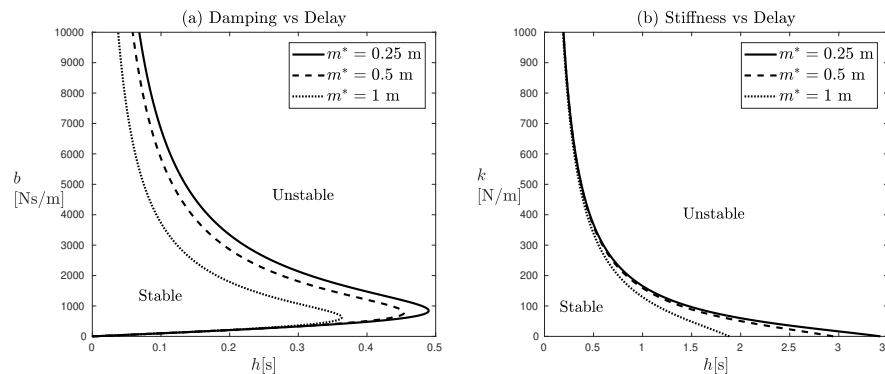 (a) Damping vs Delay
10000
9000
8000
7000
6000
5000
4000
3000
2000
1000
0
b
[Ns/m]
m* = 0.25 m
m* = 0.5 m
m* = 1 m
Unstable
Stable
0 0.1 0.2 0.3 0.4 0.5
h[s]
(b) Stiffness vs Delay
1000
900
800
700
600
500
400
300
200
100
0
k
[N/m]
m* = 0.25 m
m* = 0.5 m
m* = 1 m
Unstable
Stable
0 0.5 1 1.5 2 2.5 3 3.5
h[s]